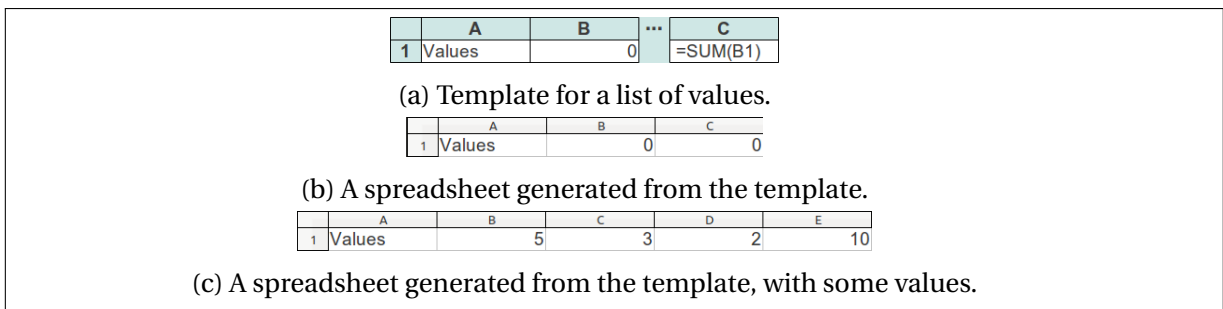 A B ... C
1 Values 0 =SUM(B1)
(a) Template for a list of values.
A B C
1 Values 0 0
(b) A spreadsheet generated from the template.
A B C D E
1 Values 5 3 2 10
(c) A spreadsheet generated from the template, with some values.